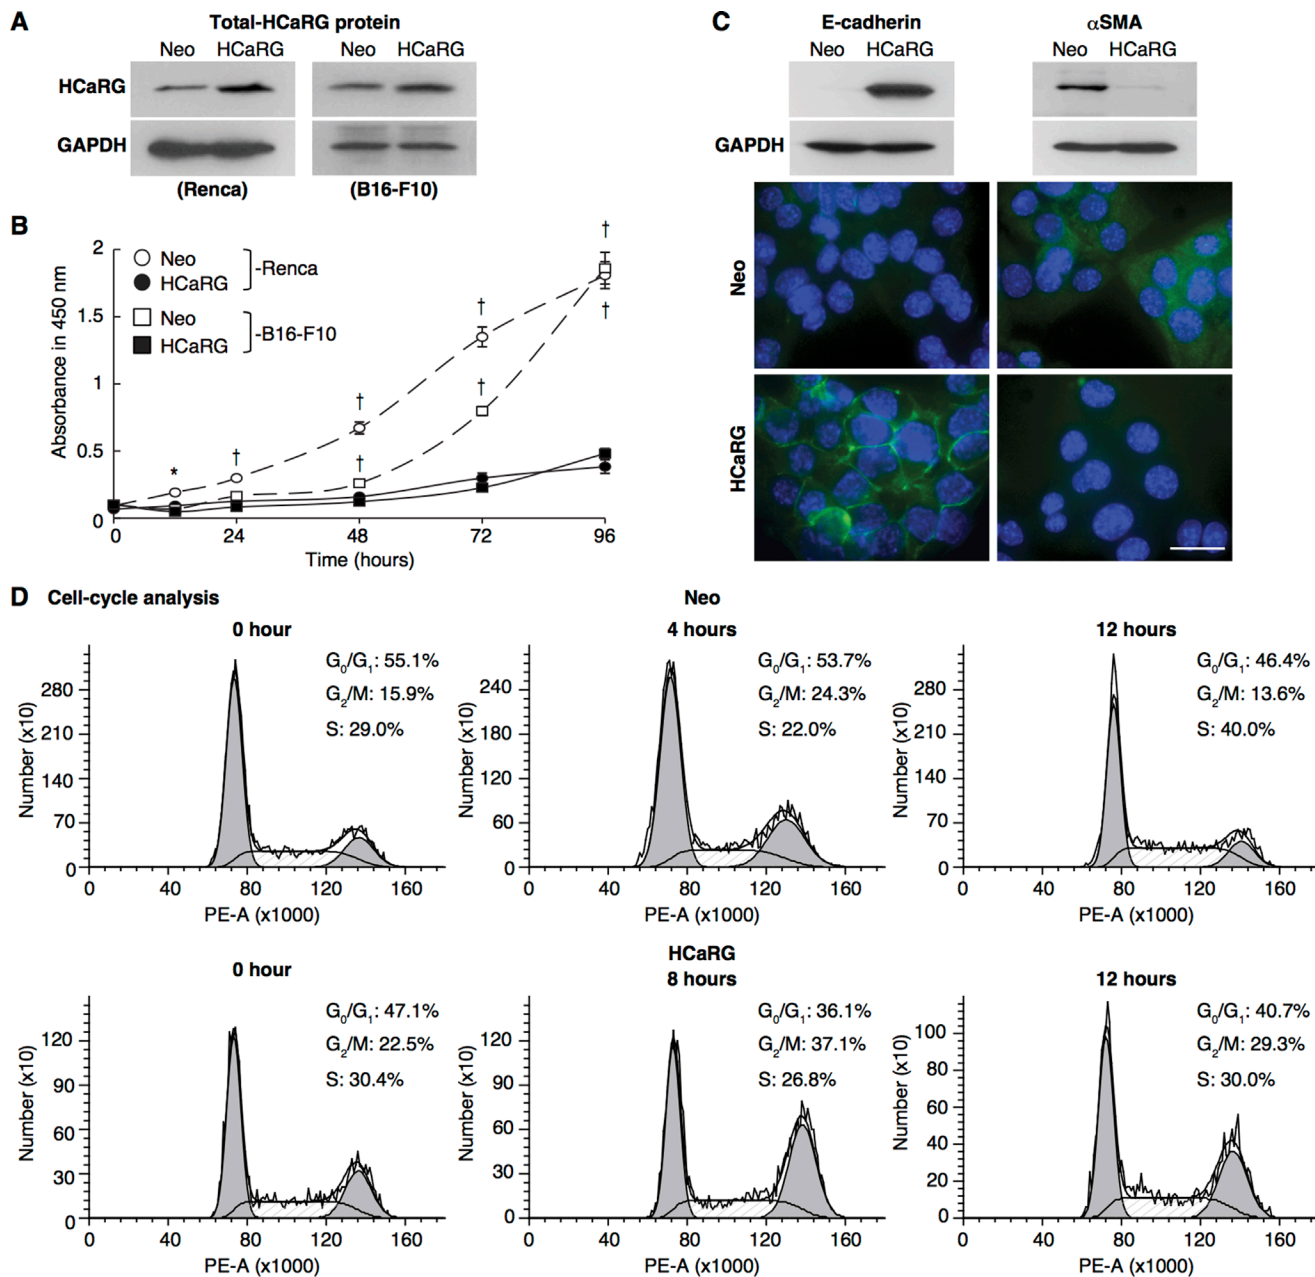 A
Total-HCaRG protein
Neo HCaRG
Neo HCaRG
HCaRG
GAPDH
(Renca)
(B16-F10)
B
2
1.5
1
0.5
0
Absorbance in 450 nm
Neo
HCaRG
-Renca
Neo
HCaRG
-B16-F10
*
†
†
†
†
†
†
†
0 24 48 72 96
Time (hours)
C
E-cadherin
αSMA
Neo HCaRG
Neo HCaRG
GAPDH
Neo
HCaRG
D Cell-cycle analysis
Neo
0 hour
G0/G1: 55.1%
G2/M: 15.9%
S: 29.0%
Number (x10)
280
210
140
70
0
0 40 80 120 160
PE-A (x1000)
4 hours
G0/G1: 53.7%
G2/M: 24.3%
S: 22.0%
Number (x10)
240
180
120
60
0
0 40 80 120 160
PE-A (x1000)
12 hours
G0/G1: 46.4%
G2/M: 13.6%
S: 40.0%
Number (x10)
280
210
140
70
0
0 40 80 120 160
PE-A (x1000)
HCaRG
0 hour
G0/G1: 47.1%
G2/M: 22.5%
S: 30.4%
Number (x10)
120
90
60
30
0
0 40 80 120 160
PE-A (x1000)
8 hours
G0/G1: 36.1%
G2/M: 37.1%
S: 26.8%
Number (x10)
120
90
60
30
0
0 40 80 120 160
PE-A (x1000)
12 hours
G0/G1: 40.7%
G2/M: 29.3%
S: 30.0%
Number (x10)
100
80
60
40
20
0
0 40 80 120 160
PE-A (x1000)